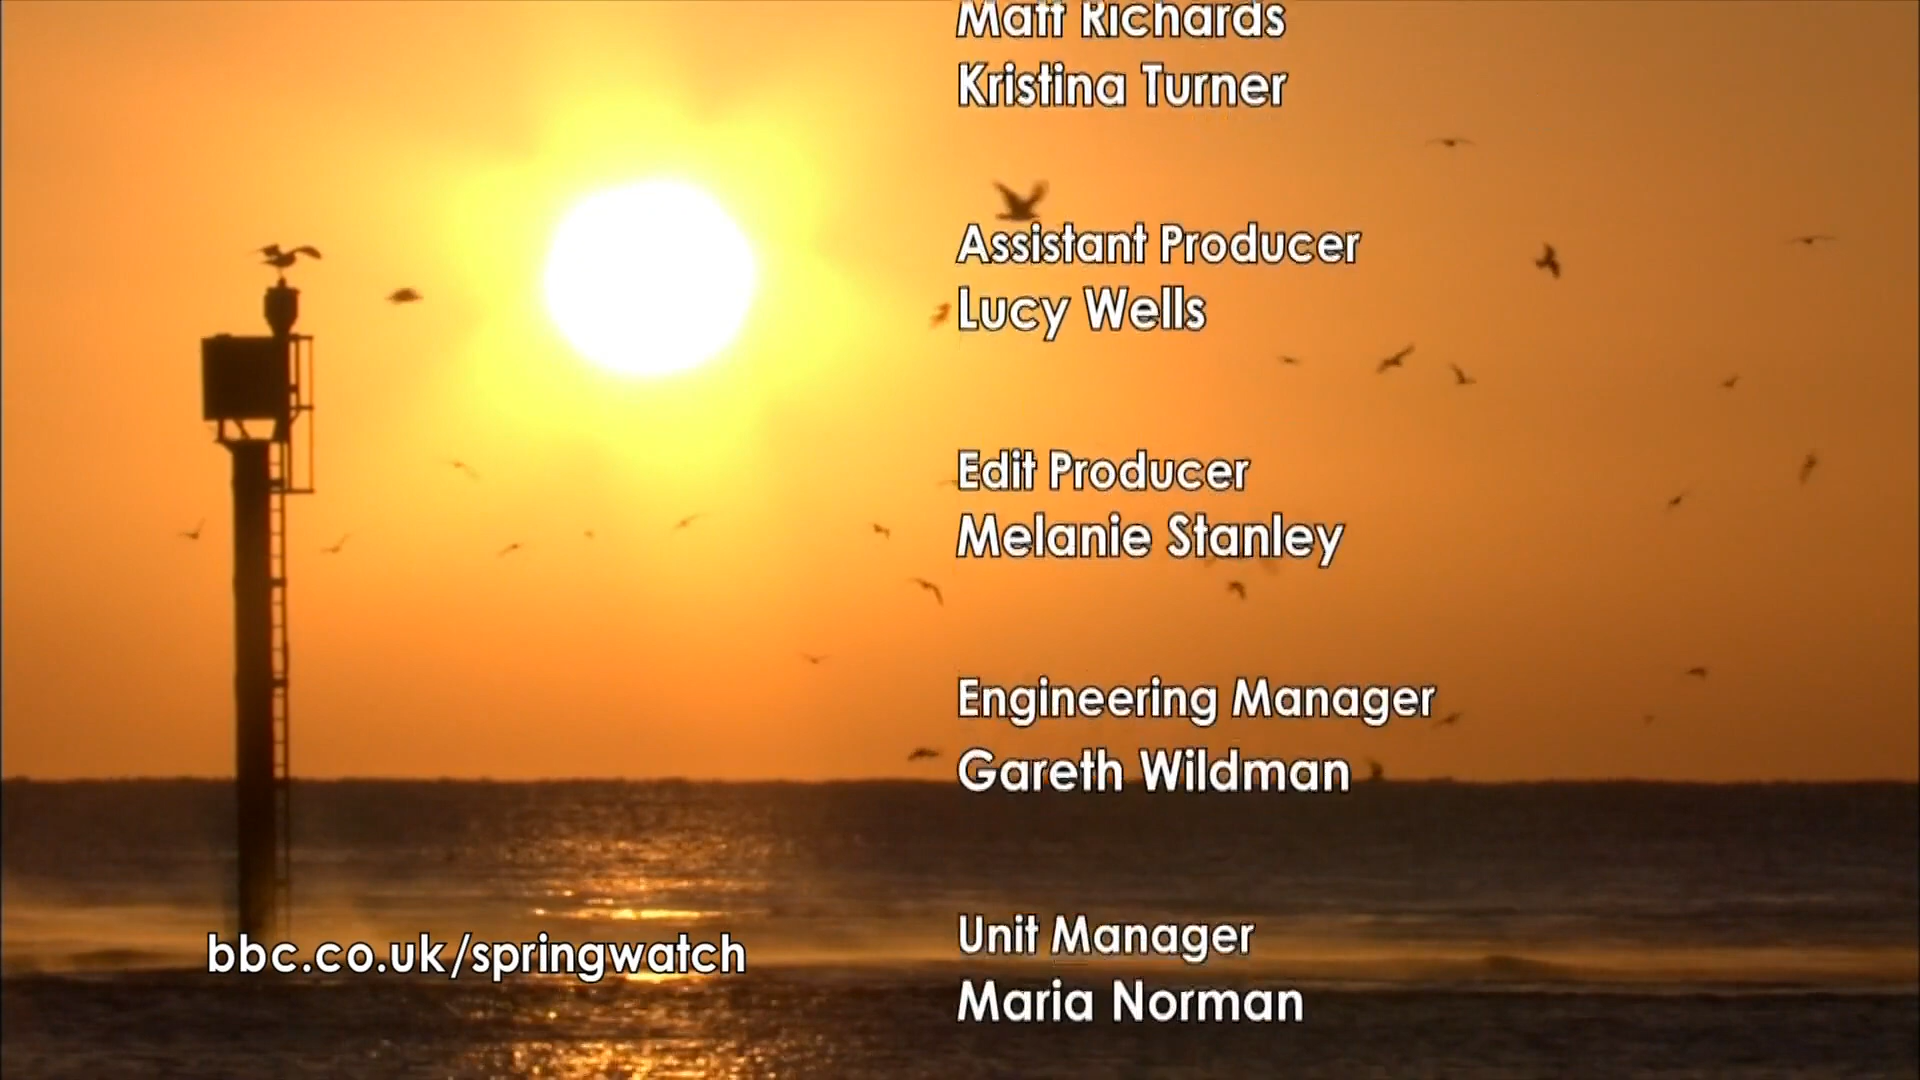 Matt Richards
Kristina Turner
Assistant Producer
Lucy Wells
Edit Producer
Melanie Stanley
Engineering Manager
Gareth Wildman
Unit Manager
Maria Norman
bbc.co.uk/springwatch